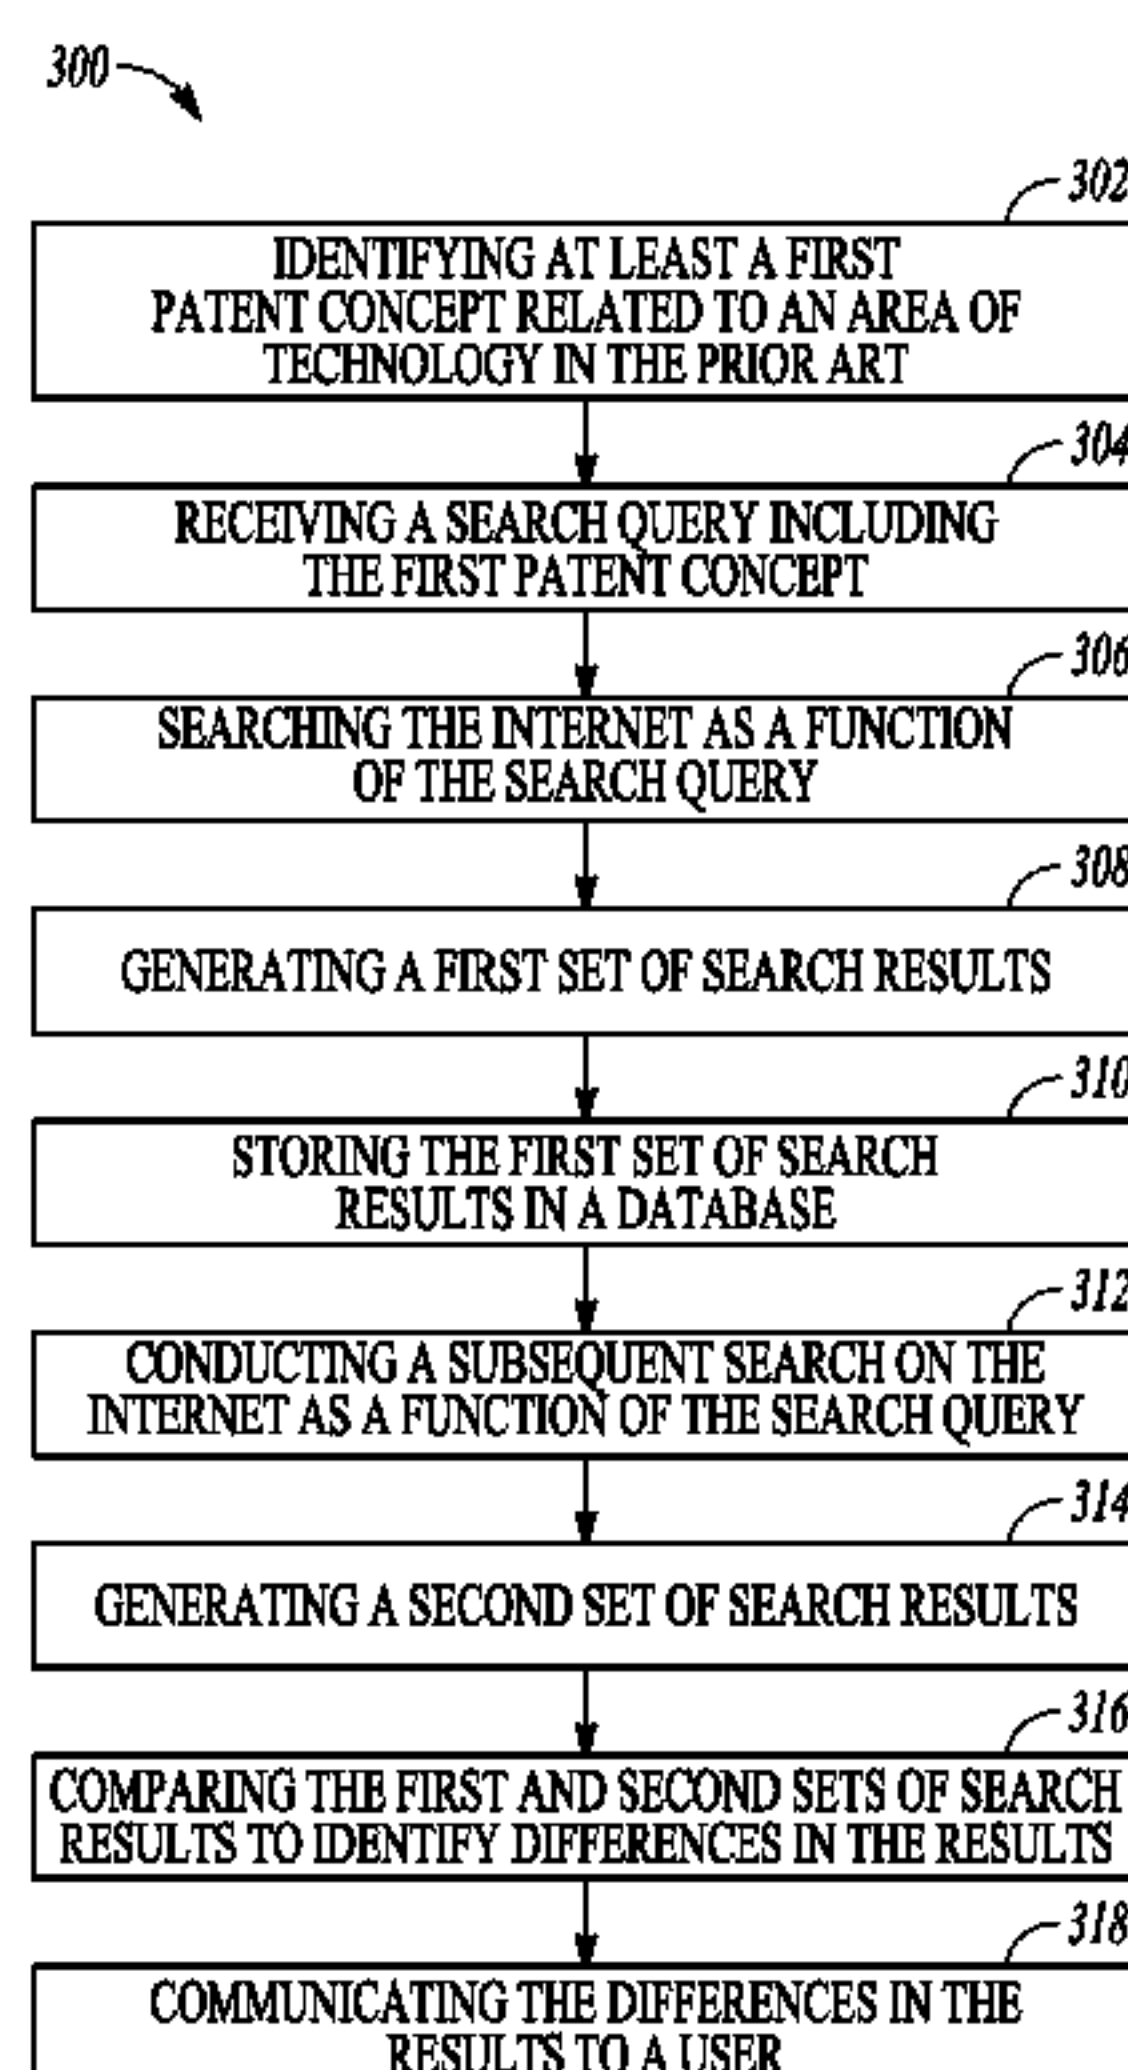 300
302
IDENTIFYING AT LEAST A FIRST
PATENT CONCEPT RELATED TO AN AREA OF
TECHNOLOGY IN THE PRIOR ART
304
RECEIVING A SEARCH QUERY INCLUDING
THE FIRST PATENT CONCEPT
306
SEARCHING THE INTERNET AS A FUNCTION
OF THE SEARCH QUERY
308
GENERATING A FIRST SET OF SEARCH RESULTS
310
STORING THE FIRST SET OF SEARCH
RESULTS IN A DATABASE
312
CONDUCTING A SUBSEQUENT SEARCH ON THE
INTERNET AS A FUNCTION OF THE SEARCH QUERY
314
GENERATING A SECOND SET OF SEARCH RESULTS
316
COMPARING THE FIRST AND SECOND SETS OF SEARCH
RESULTS TO IDENTIFY DIFFERENCES IN THE RESULTS
318
COMMUNICATING THE DIFFERENCES IN THE
RESULTS TO A USER